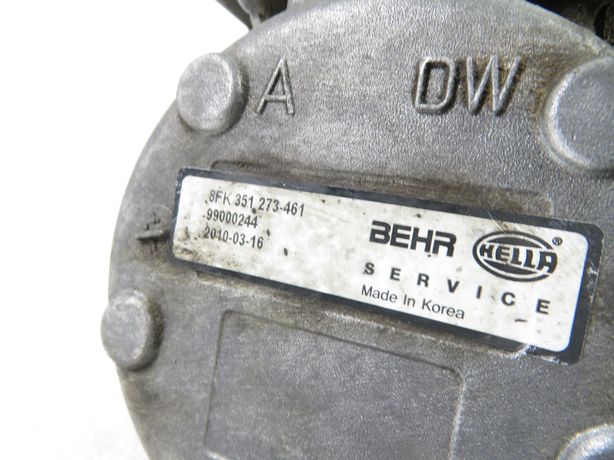 A DW
8FK 351 273-461
99000244
2010-03-16
BEHR HELLA ®
SERVICE
Made In Korea